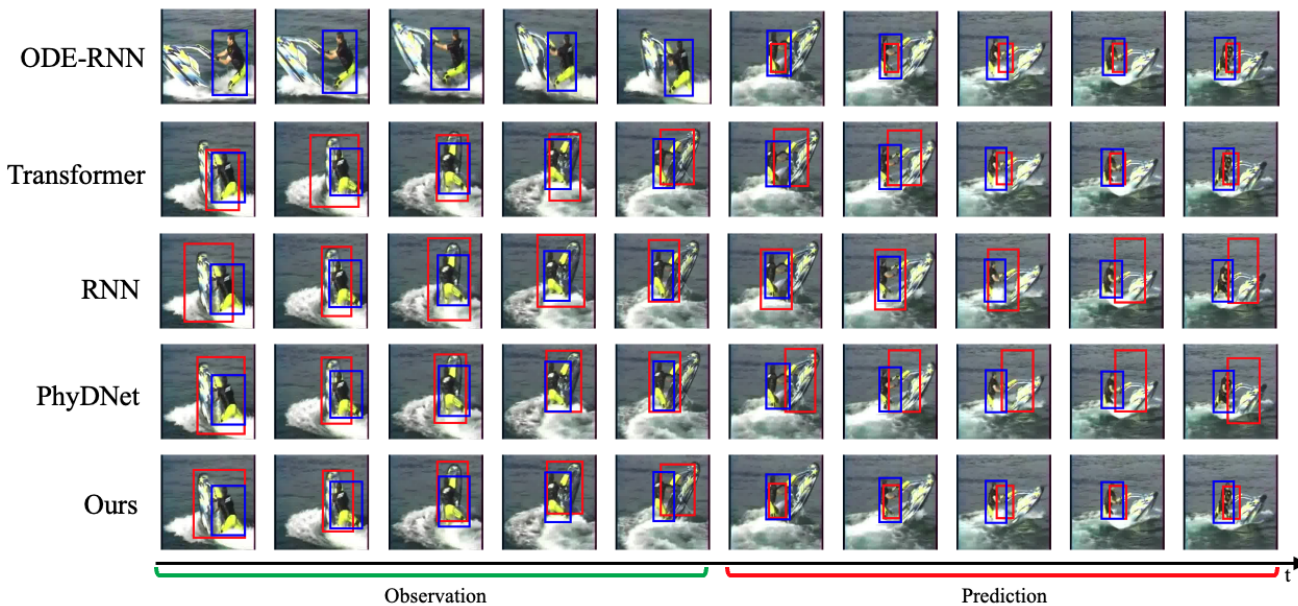 ODE-RNN
Transformer
RNN
PhyDNet
Ours
t
Observation
Prediction